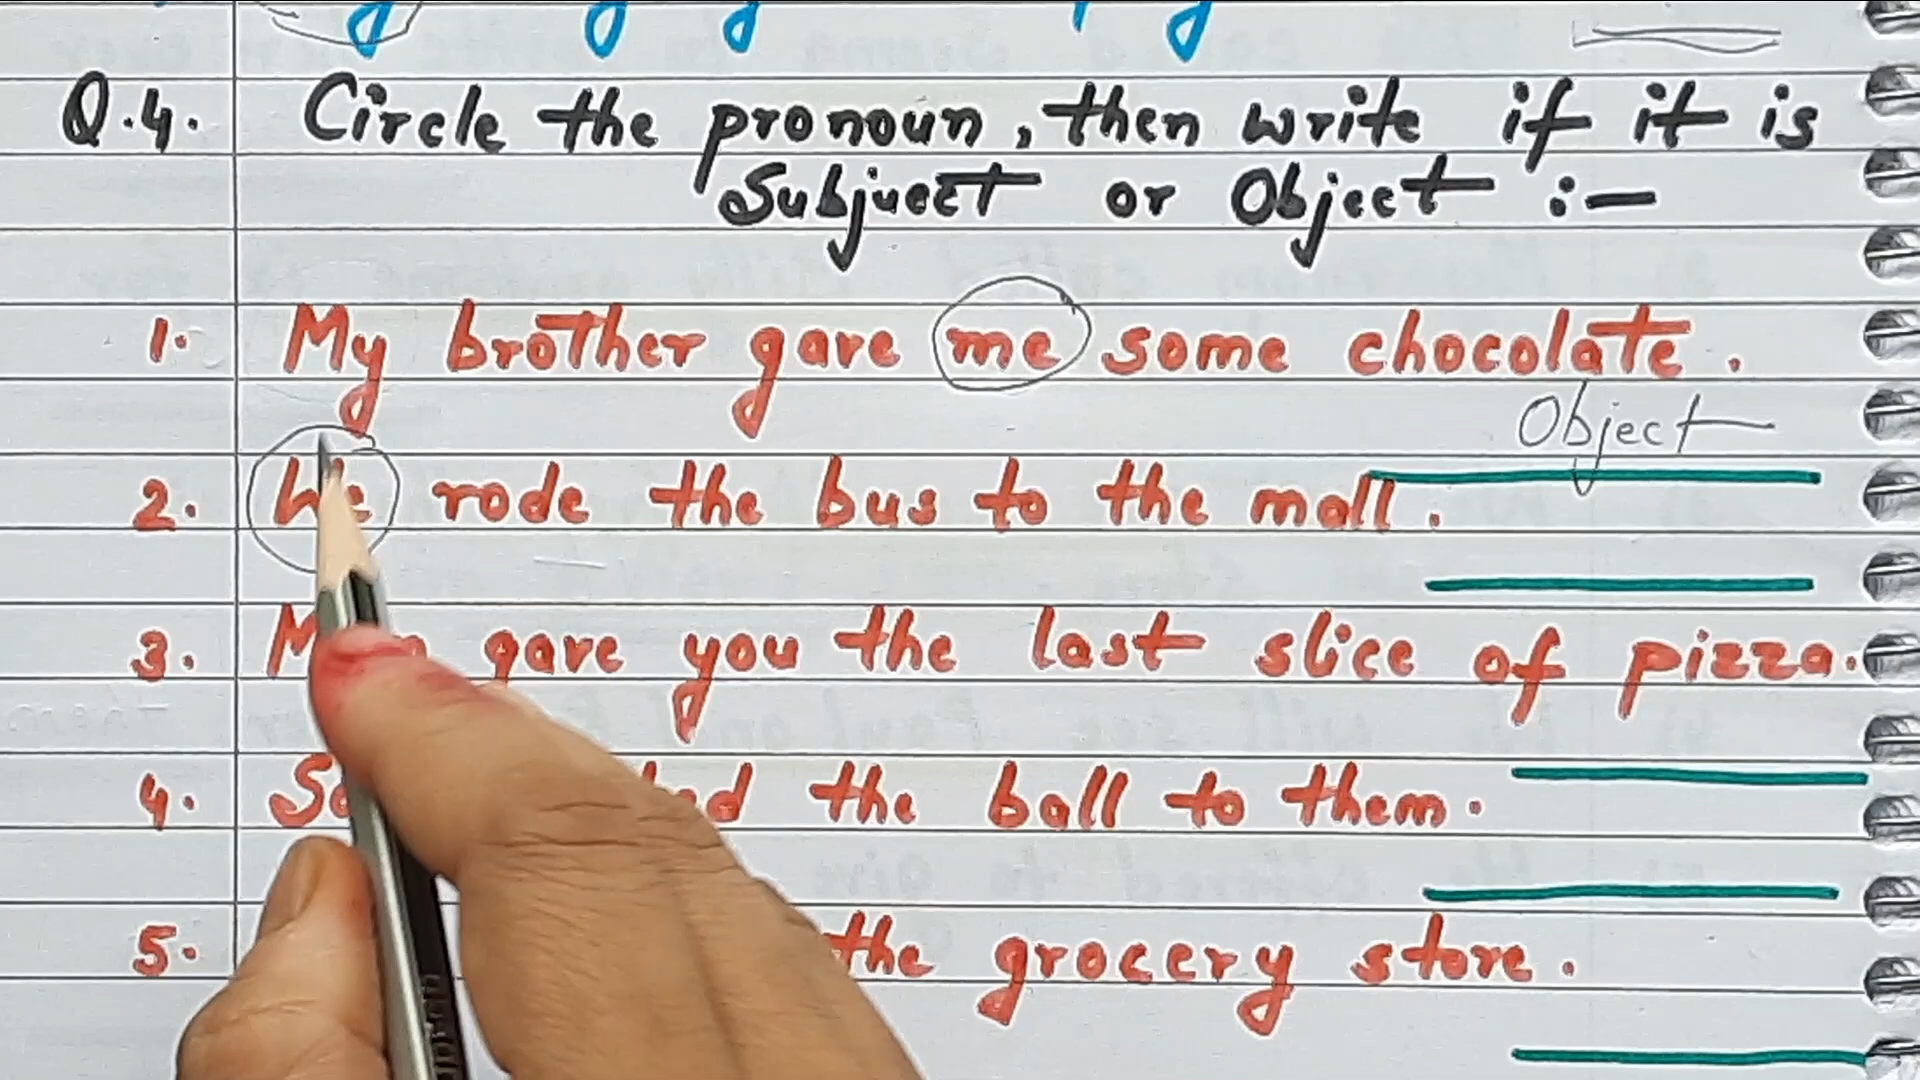 Q.4. Circle the pronoun, then write if it is
Subjuect or Object :-
1. My brother gave me some chocolate.
Object
2. We rode the bus to the mall.
3. gave you the last slice of pizza.
4. the ball to them.
5. the grocery store.